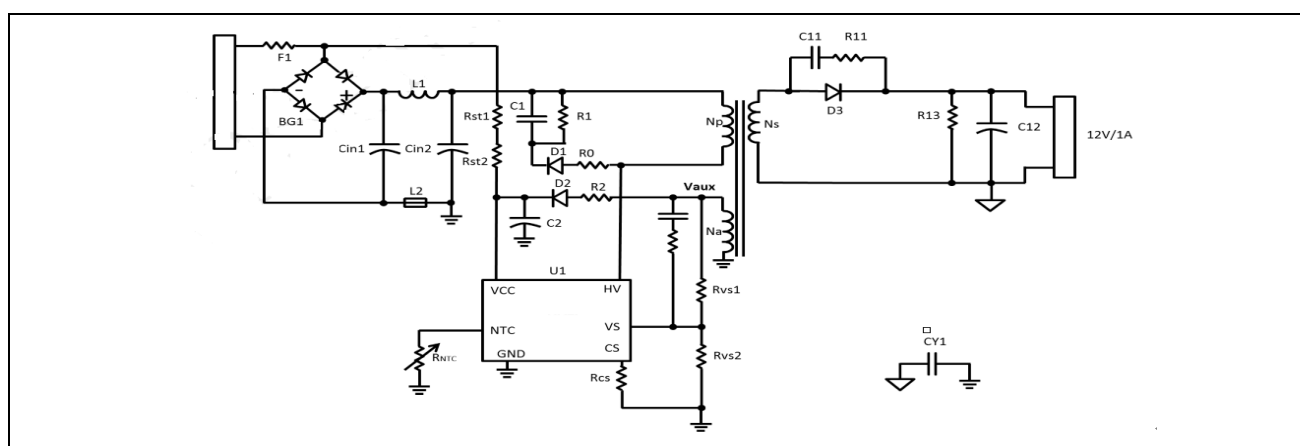 F1
BG1
-
+
L1
Cin1
Cin2
L2
Rst1
Rst2
C1
R1
D1
R0
D2
R2
C2
Vaux
Np
Ns
Na
C11
R11
D3
R13
C12
12V/1A
U1
VCC
HV
NTC
VS
CS
GND
RNTC
Rcs
Rvs1
Rvs2
CY1